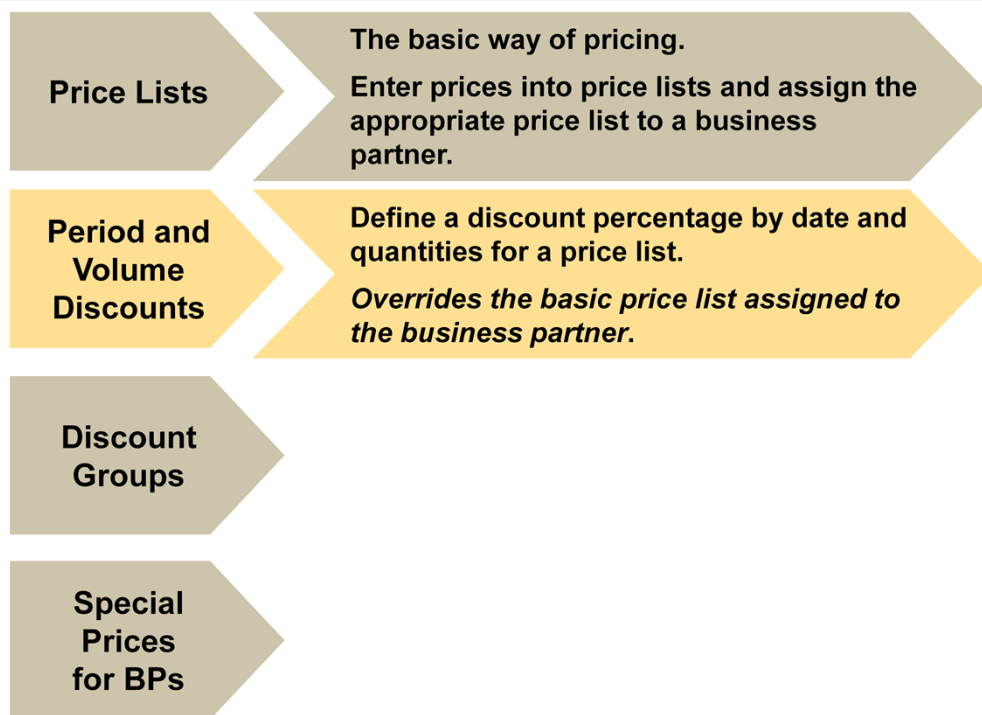 Price Lists
The basic way of pricing.
Enter prices into price lists and assign the
appropriate price list to a business
partner.
Period and
Volume
Discounts
Define a discount percentage by date and
quantities for a price list.
Overrides the basic price list assigned to
the business partner.
Discount
Groups
Special
Prices
for BPs